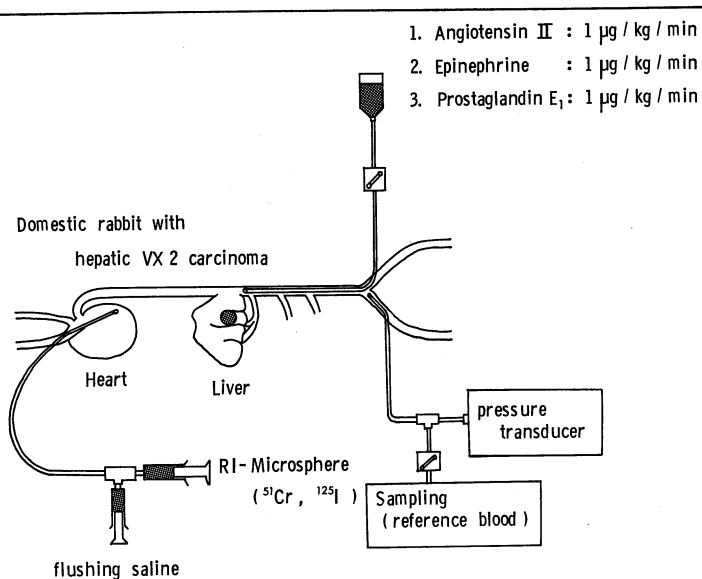 1. Angiotensin II : 1 μg / kg / min
2. Epinephrine : 1 μg / kg / min
3. Prostaglandin E₁ : 1 μg / kg / min
Domestic rabbit with
hepatic VX 2 carcinoma
Heart
Liver
pressure
transducer
RI-Microsphere
( ⁵¹Cr, ¹²⁵I )
Sampling
( reference blood )
flushing saline